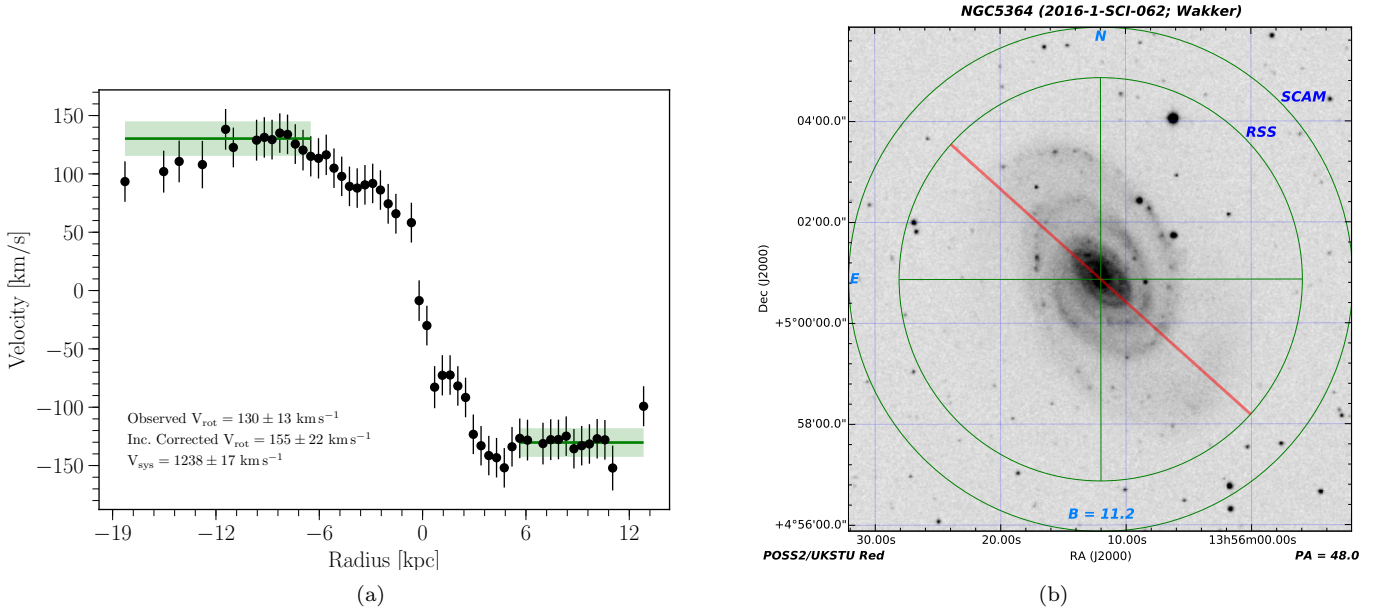 Velocity [km/s]
150
100
50
0
−50
−100
−150
Observed Vrot = 130 ± 13 km s−1
Inc. Corrected Vrot = 155 ± 22 km s−1
Vsys = 1238 ± 17 km s−1
−19 −12 −6 0 6 12
Radius [kpc]
(a)
NGC5364 (2016-1-SCI-062; Wakker)
N
SCAM
RSS
E
B = 11.2
Dec (J2000)
04'00.0"
02'00.0"
+5°00'00.0"
58'00.0"
+4°56'00.0"
30.00s 20.00s 10.00s 13h56m00.00s
POSS2/UKSTU Red RA (J2000) PA = 48.0
(b)